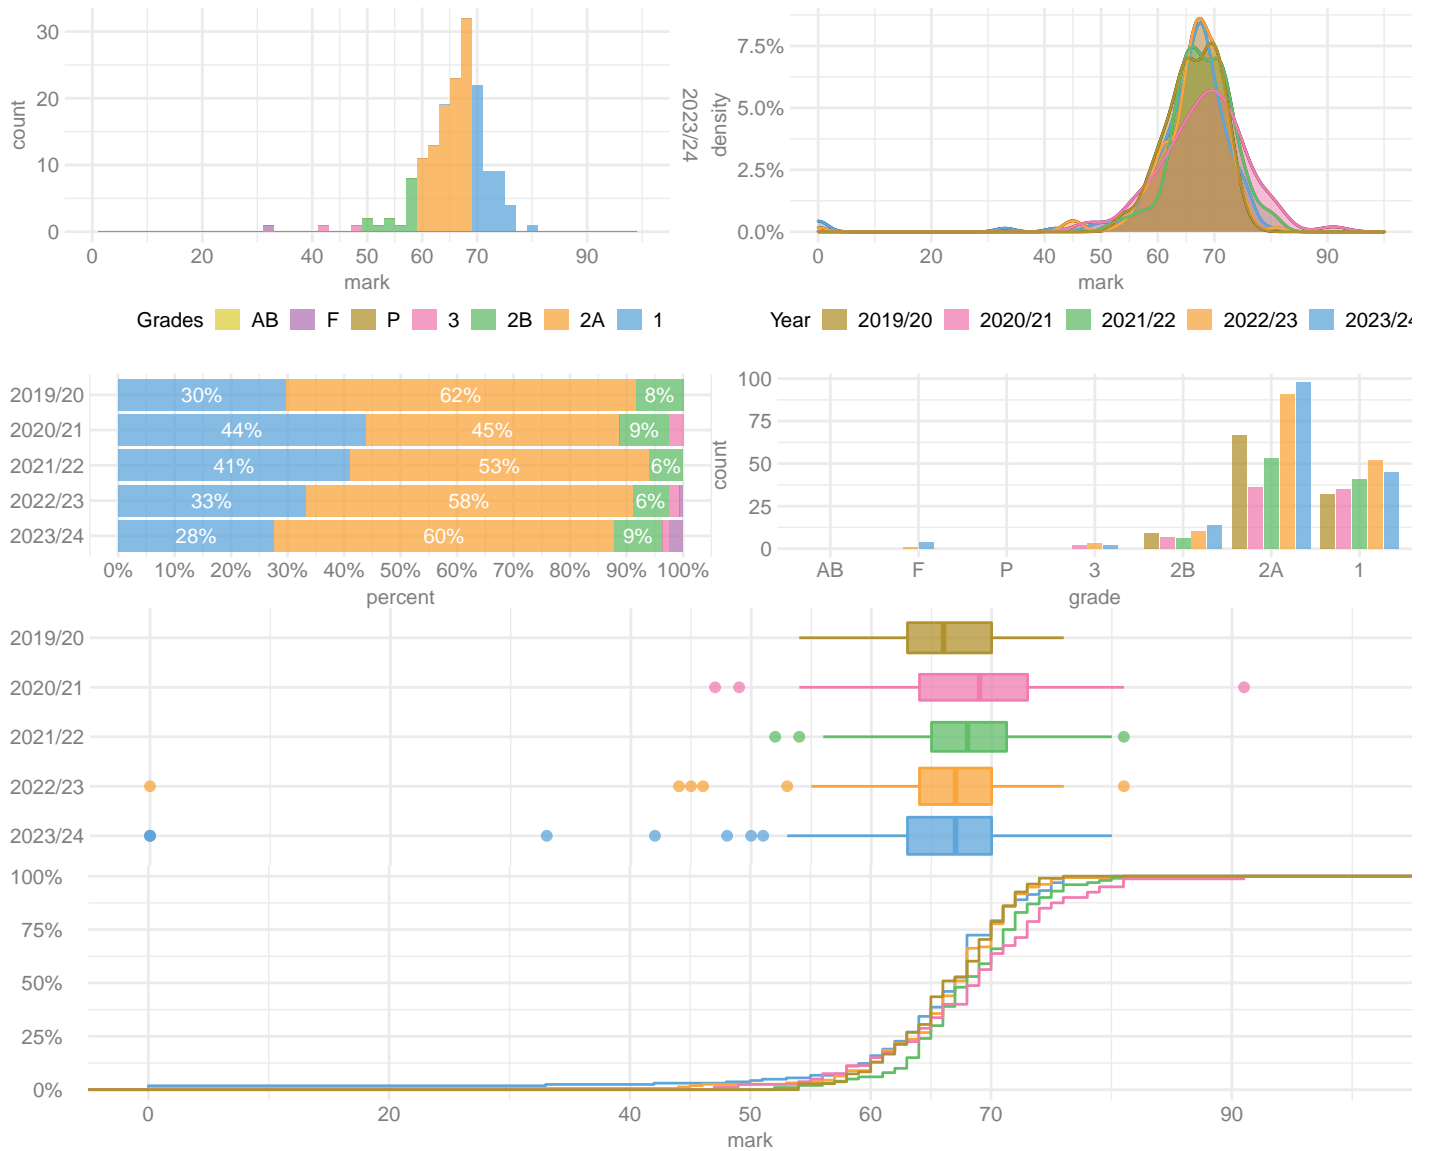 30
20
10
0
count
0 20 40 50 60 70 90
mark
2023/24
7.5%
5.0%
2.5%
0.0%
density
0 20 40 50 60 70 90
mark
Grades AB F P 3 2B 2A 1
Year 2019/20 2020/21 2021/22 2022/23 2023/24
2019/20 30% 62% 8%
2020/21 44% 45% 9%
2021/22 41% 53% 6%
2022/23 33% 58% 6%
2023/24 28% 60% 9%
0% 10% 20% 30% 40% 50% 60% 70% 80% 90% 100%
percent
100
75
50
25
0
count
AB F P 3 2B 2A 1
grade
2019/20
2020/21
2021/22
2022/23
2023/24
100%
75%
50%
25%
0%
0 20 40 50 60 70 90
mark